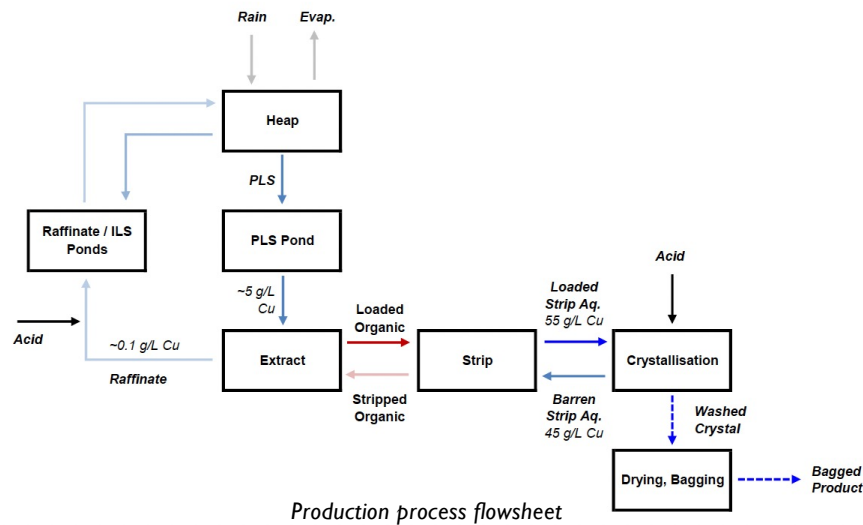 Rain
Evap.
Heap
PLS
Raffinate / ILS
Ponds
PLS Pond
Acid
~5 g/L
Cu
Loaded
Organic
Loaded
Strip Aq.
55 g/L Cu
Acid
~0.1 g/L Cu
Raffinate
Extract
Strip
Crystallisation
Stripped
Organic
Barren
Strip Aq.
45 g/L Cu
Washed
Crystal
Drying, Bagging
Bagged
Product
Production process flowsheet